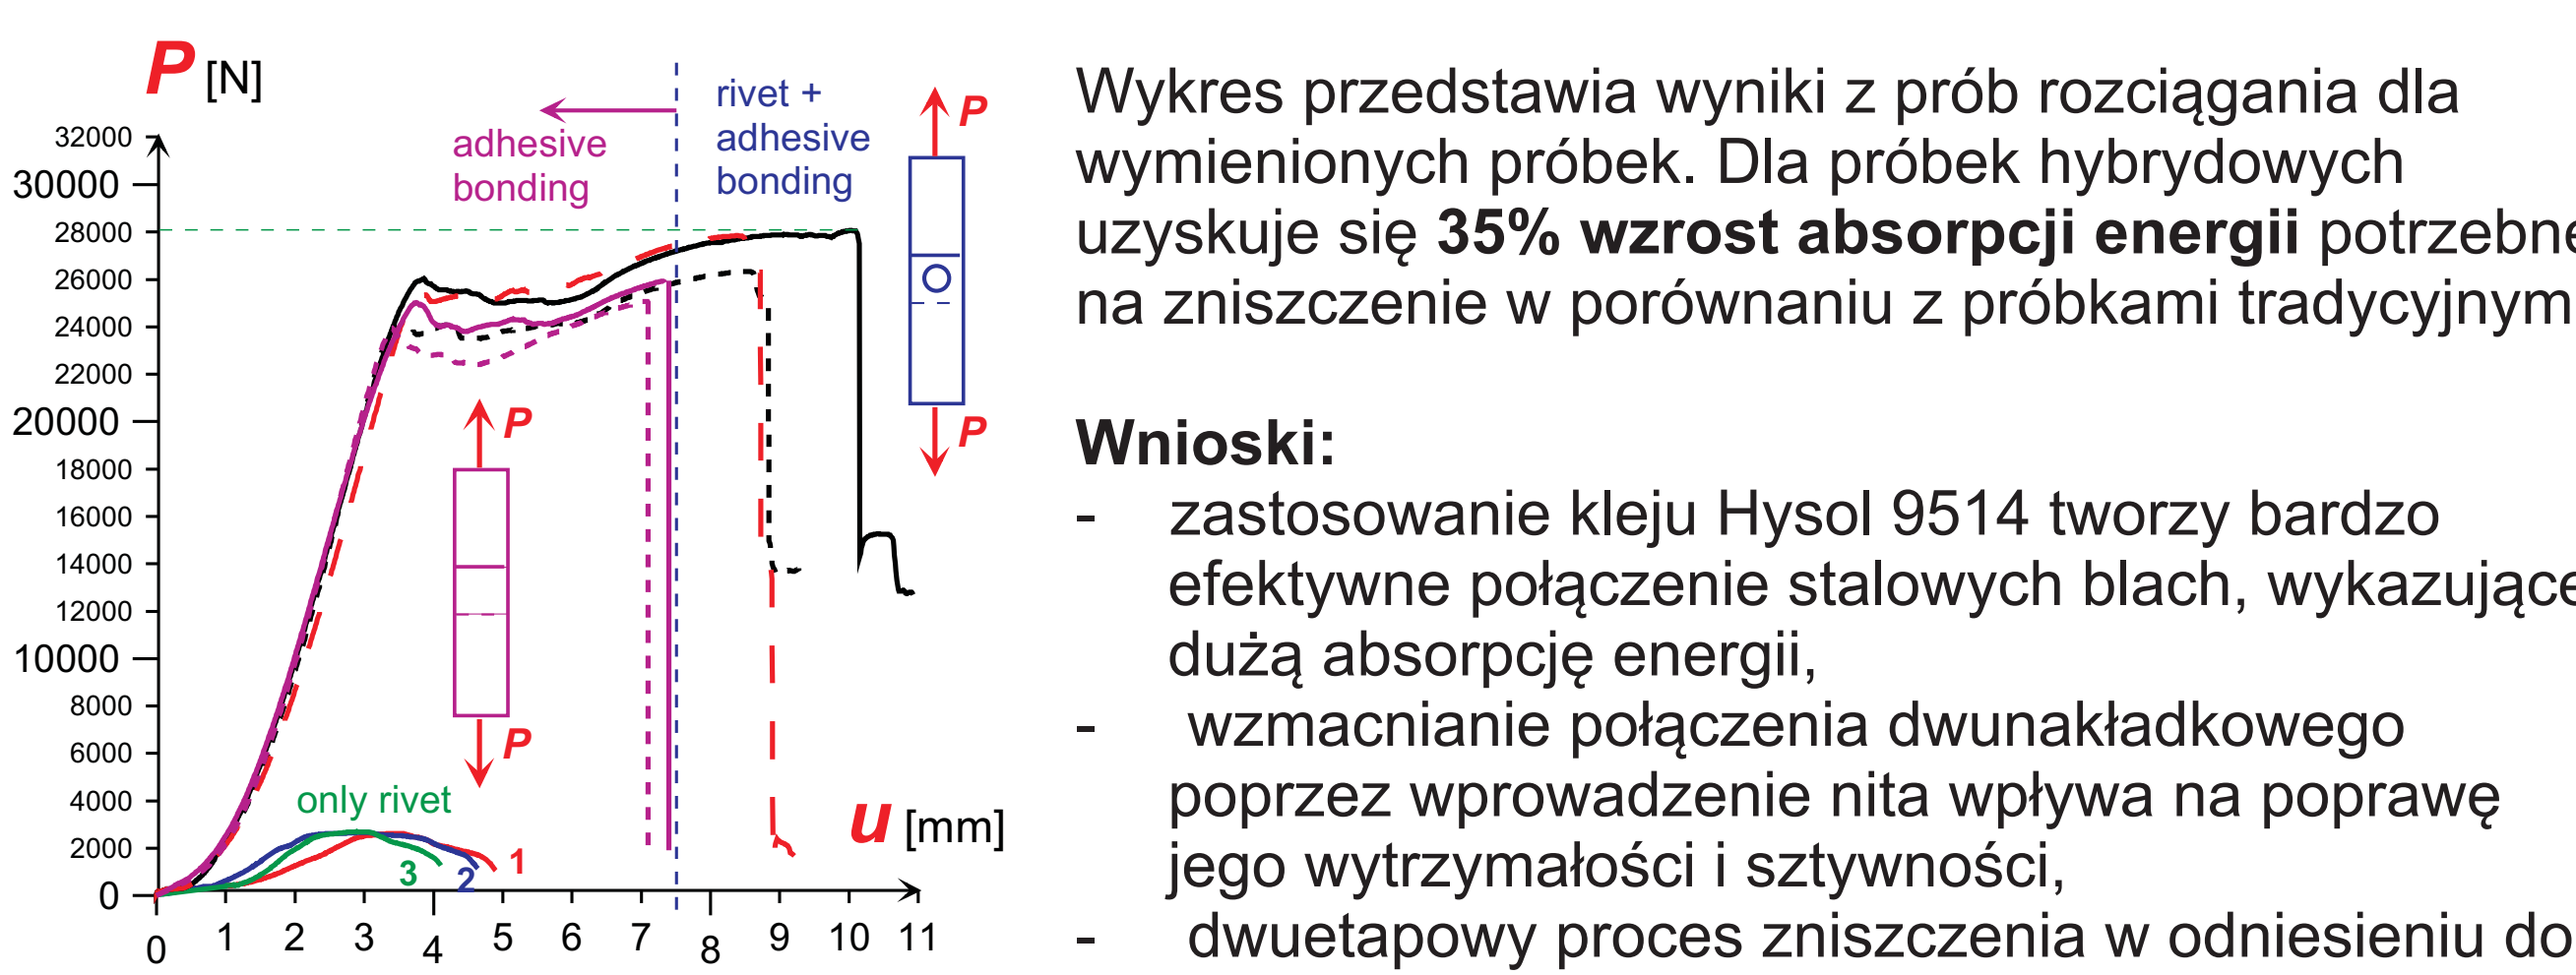 P [N]
32000
30000
28000
26000
24000
22000
20000
18000
16000
14000
12000
10000
8000
6000
4000
2000
0
0 1 2 3 4 5 6 7 8 9 10 11
u [mm]
adhesive
bonding
rivet +
adhesive
bonding
P
P
P
P
only rivet
1
2
3
Wykres przedstawia wyniki z prób rozciągania dla
wymienionych próbek. Dla próbek hybrydowych
uzyskuje się 35% wzrost absorpcji energii potrzebne
na zniszczenie w porównaniu z próbkami tradycyjnym
Wnioski:
- zastosowanie kleju Hysol 9514 tworzy bardzo
efektywne połączenie stalowych blach, wykazujące
dużą absorpcję energii,
- wzmacnianie połączenia dwunakładkowego
poprzez wprowadzenie nita wpływa na poprawę
jego wytrzymałości i sztywności,
- dwuetapowy proces zniszczenia w odniesieniu do